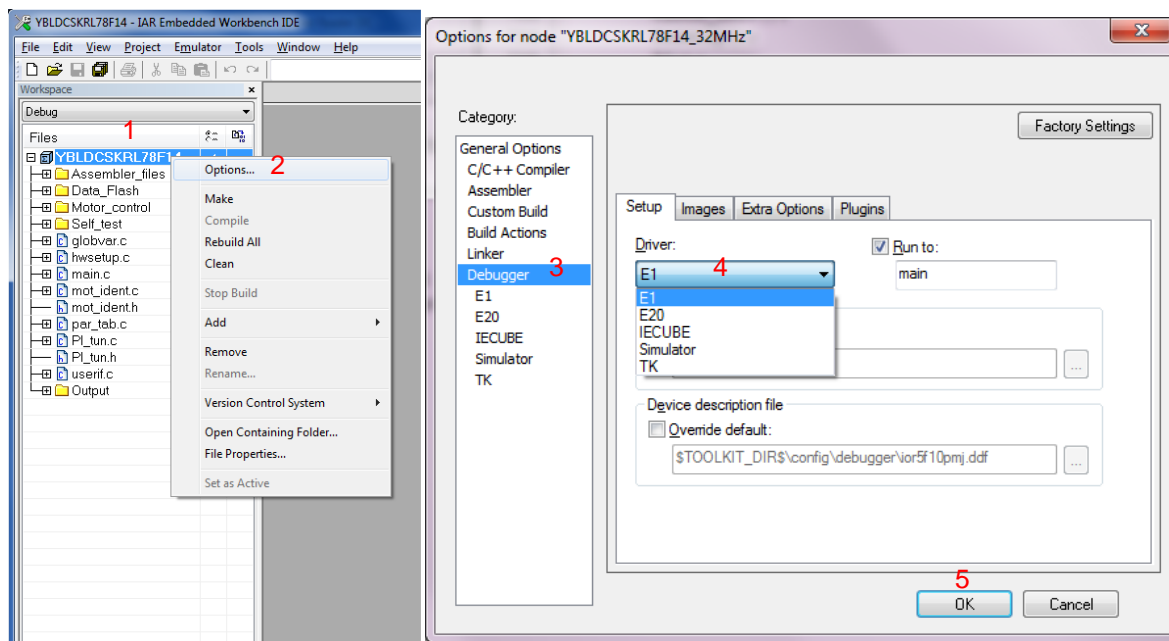 YBLDCSKRL78F14 - IAR Embedded Workbench IDE
File Edit View Project Emulator Tools Window Help
Workspace
Debug
Files
1
YBLDCSKRL78F14
Assembler_files
Data_Flash
Motor_control
Self_test
globvar.c
hwsetup.c
main.c
mot_ident.c
mot_ident.h
par_tab.c
PI_tun.c
PI_tun.h
userif.c
Output
Options... 2
Make
Compile
Rebuild All
Clean
Stop Build
Add
Remove
Rename...
Version Control System
Open Containing Folder...
File Properties...
Set as Active
Options for node "YBLDCSKRL78F14_32MHz"
Category:
General Options
C/C++ Compiler
Assembler
Custom Build
Build Actions
Linker
Debugger 3
E1
E20
IECUBE
Simulator
TK
Factory Settings
Setup Images Extra Options Plugins
Driver:
E1 4
E1
E20
IECUBE
Simulator
TK
Run to:
main
...
Device description file
Override default:
$TOOLKIT_DIR$\config\debugger\ior5f10pmj.ddf
...
5
OK Cancel